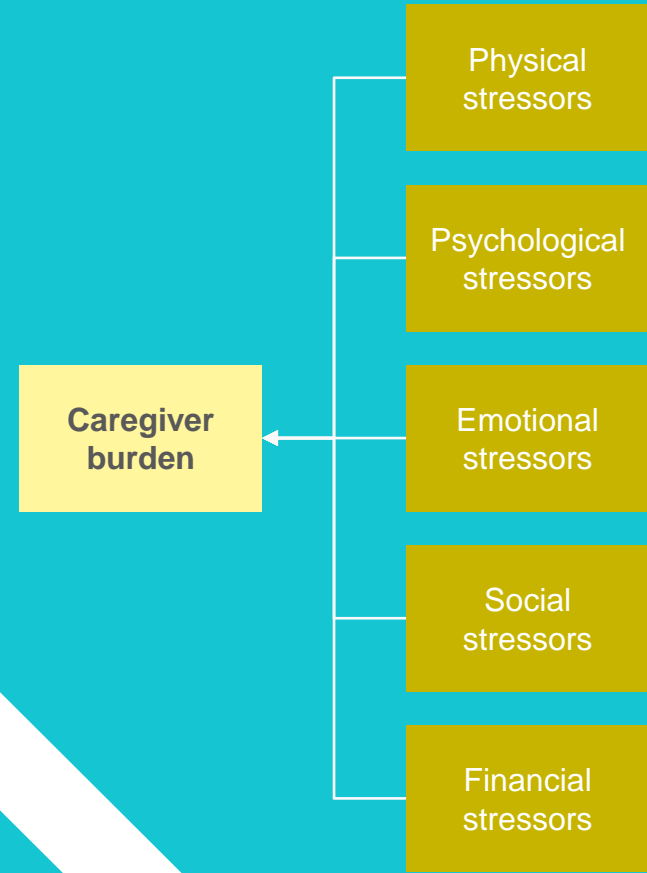 Physical
stressors
Psychological
stressors
Caregiver
burden
Emotional
stressors
Social
stressors
Financial
stressors